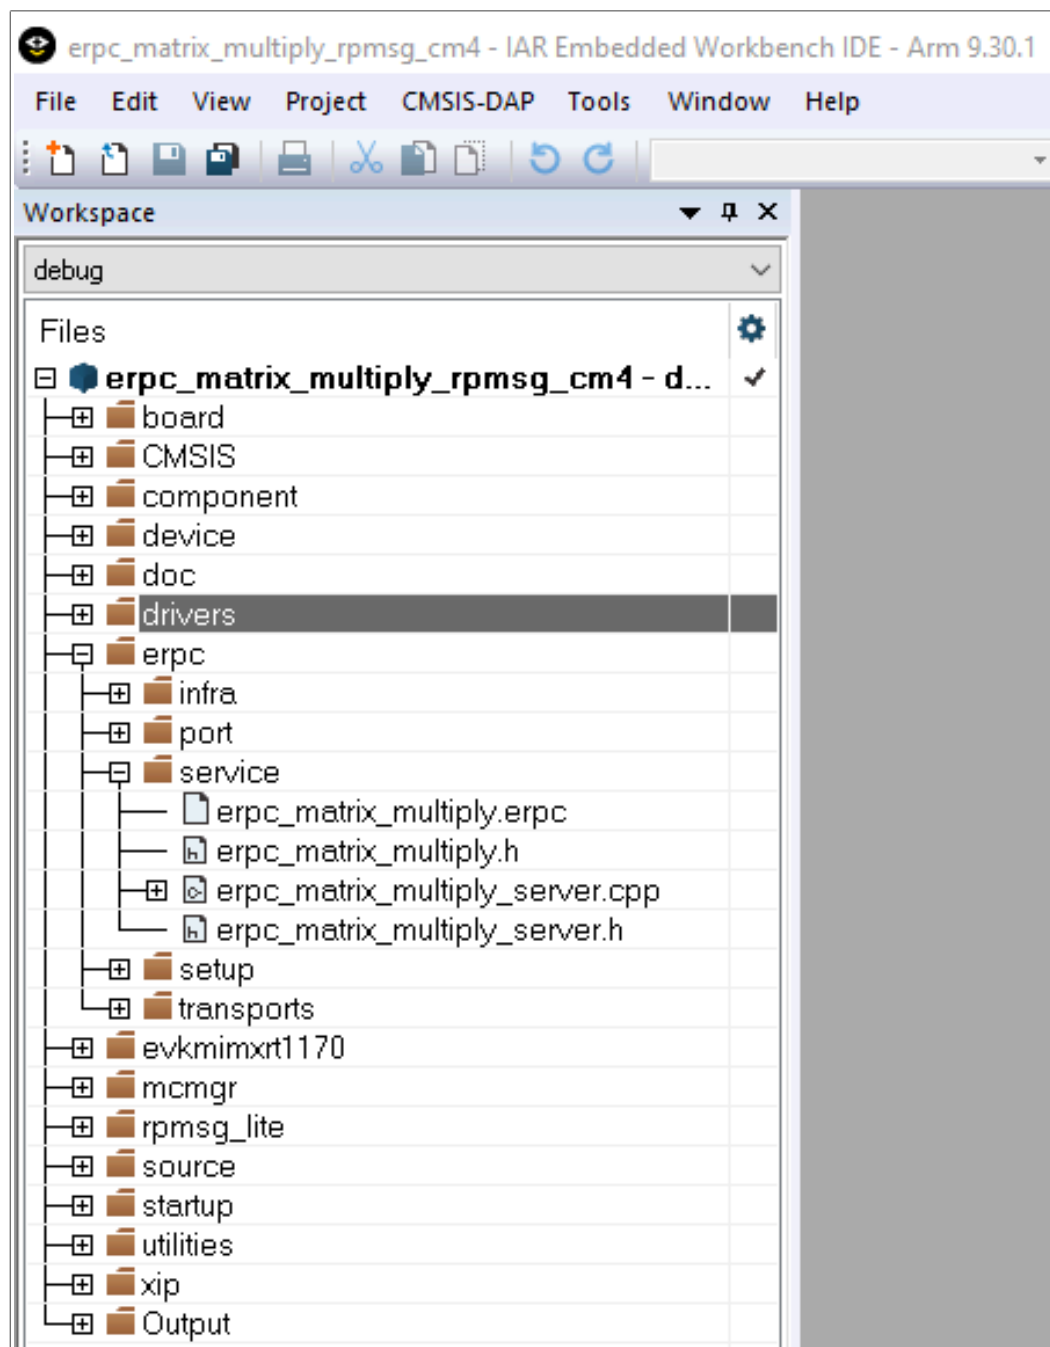 erpc_matrix_multiply_rpmsg_cm4 - IAR Embedded Workbench IDE - Arm 9.30.1
File Edit View Project CMSIS-DAP Tools Window Help
Workspace
debug
Files
erpc_matrix_multiply_rpmsg_cm4 - d...
board
CMSIS
component
device
doc
drivers
erpc
infra
port
service
erpc_matrix_multiply.erpc
erpc_matrix_multiply.h
erpc_matrix_multiply_server.cpp
erpc_matrix_multiply_server.h
setup
transports
evkmimxrt1170
mcmgr
rpmsg_lite
source
startup
utilities
xip
Output